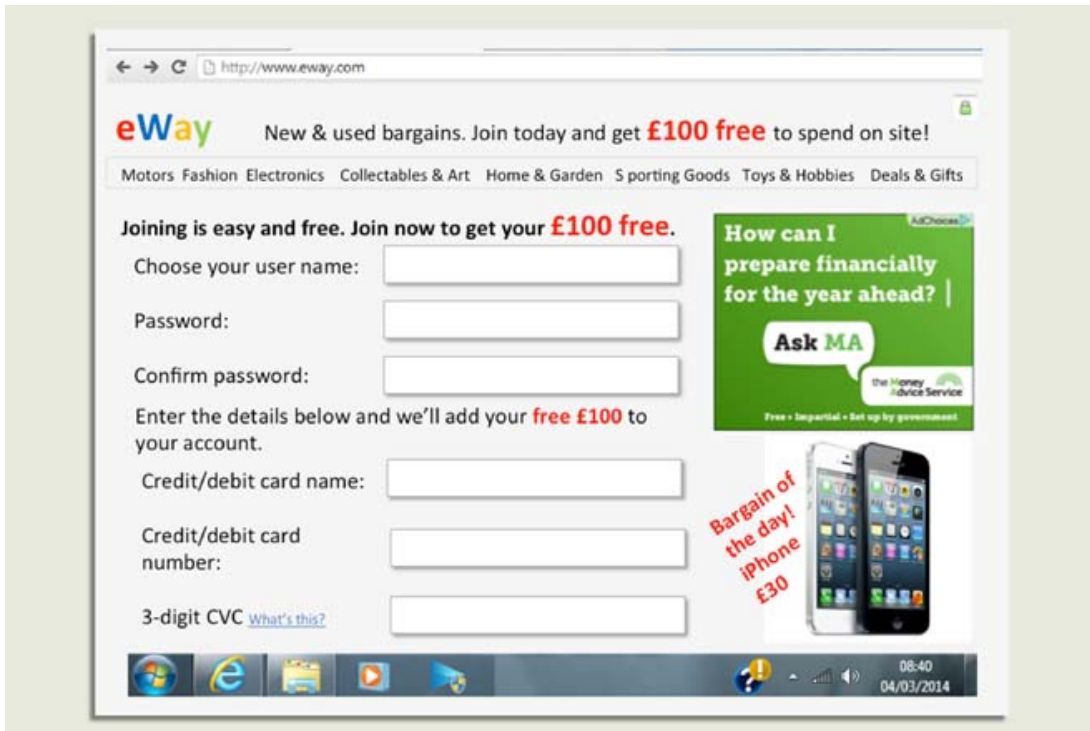 http://www.eway.com
eWay New & used bargains. Join today and get £100 free to spend on site!
Motors Fashion Electronics Collectables & Art Home & Garden S porting Goods Toys & Hobbies Deals & Gifts
Joining is easy and free. Join now to get your £100 free.
Choose your user name:
Password:
Confirm password:
Enter the details below and we'll add your free £100 to
your account.
Credit/debit card name:
Credit/debit card
number:
3-digit CVC What's this?
AdChoices
How can I
prepare financially
for the year ahead?
Ask MA
the Money
Advice Service
Free • Impartial • Set up by government
Bargain of
the day!
iPhone
£30
08:40
04/03/2014